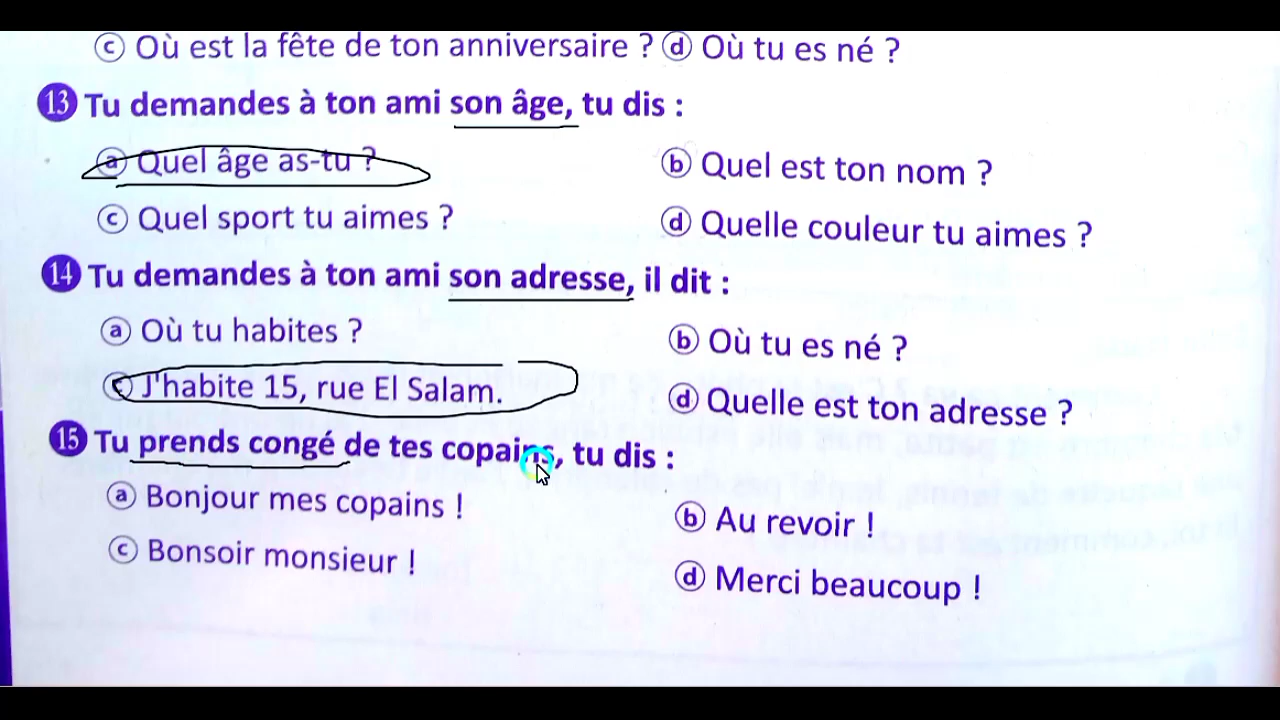 ⓒ Où est la fête de ton anniversaire ? ⓓ Où tu es né ?
13 Tu demandes à ton ami son âge, tu dis :
ⓐ Quel âge as-tu ? ⓑ Quel est ton nom ?
ⓒ Quel sport tu aimes ? ⓓ Quelle couleur tu aimes ?
14 Tu demandes à ton ami son adresse, il dit :
ⓐ Où tu habites ? ⓑ Où tu es né ?
ⓒ J'habite 15, rue El Salam. ⓓ Quelle est ton adresse ?
15 Tu prends congé de tes copains, tu dis :
ⓐ Bonjour mes copains ! ⓑ Au revoir !
ⓒ Bonsoir monsieur ! ⓓ Merci beaucoup !